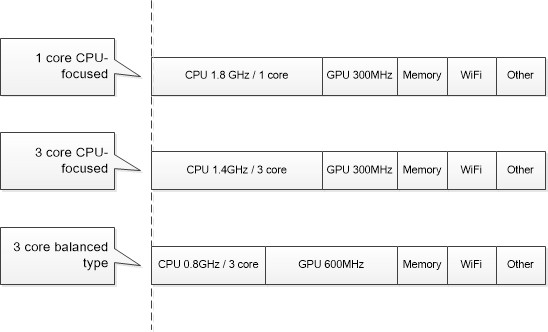 1 core CPU-
focused
CPU 1.8 GHz / 1 core
GPU 300MHz
Memory
WiFi
Other
3 core CPU-
focused
CPU 1.4GHz / 3 core
GPU 300MHz
Memory
WiFi
Other
3 core balanced
type
CPU 0.8GHz / 3 core
GPU 600MHz
Memory
WiFi
Other